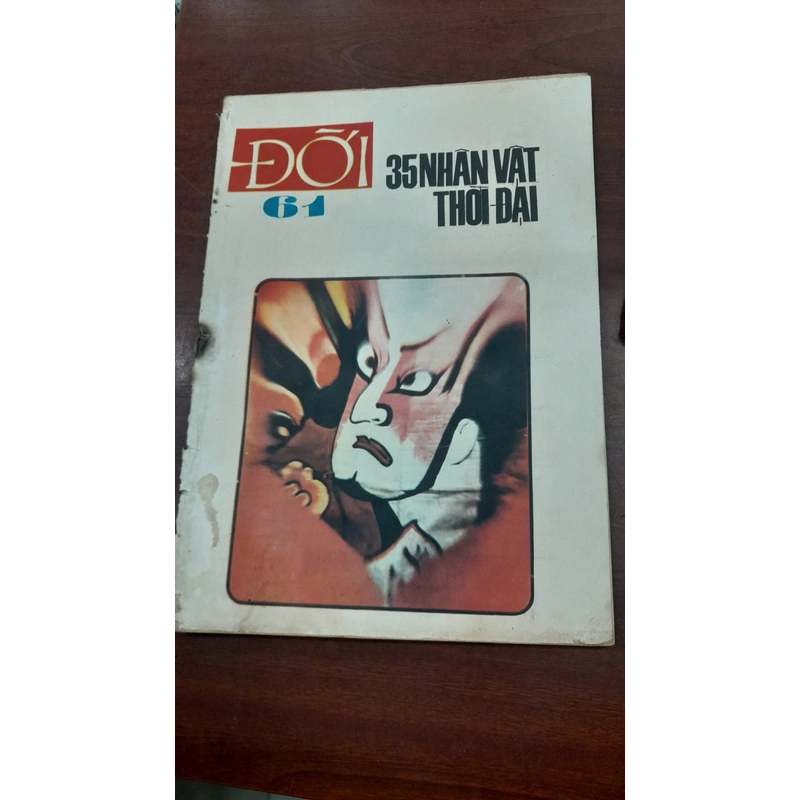 ĐỜI
61
35 NHÂN VẬT
THỜI ĐẠI